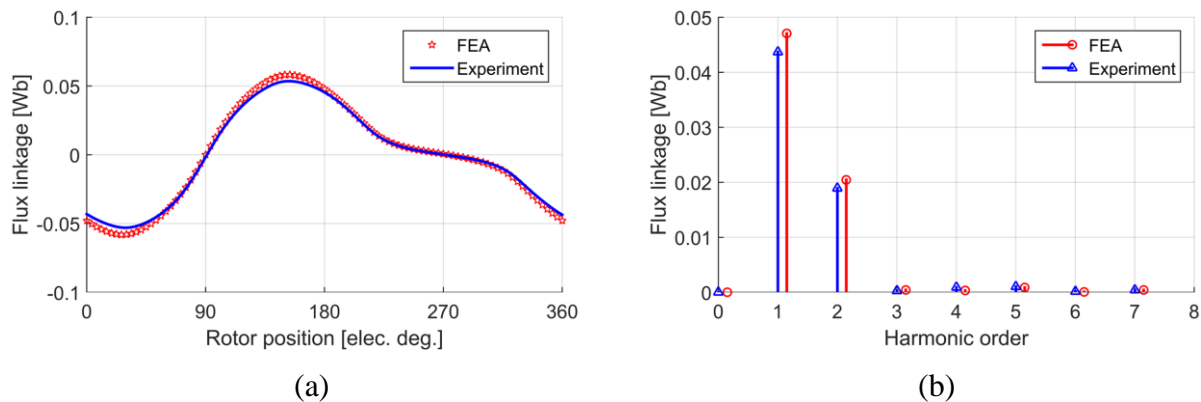 0.1
0.05
0
-0.05
-0.1
Flux linkage [Wb]
FEA
Experiment
0
90
180
270
360
Rotor position [elec. deg.]
(a)
0.05
0.04
0.03
0.02
0.01
0
Flux linkage [Wb]
FEA
Experiment
0
1
2
3
4
5
6
7
8
Harmonic order
(b)